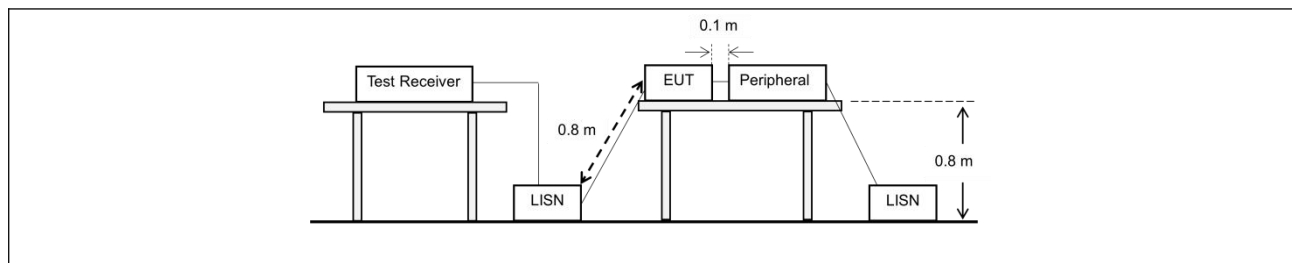 0.1 m
Test Receiver
EUT
Peripheral
0.8 m
0.8 m
LISN
LISN